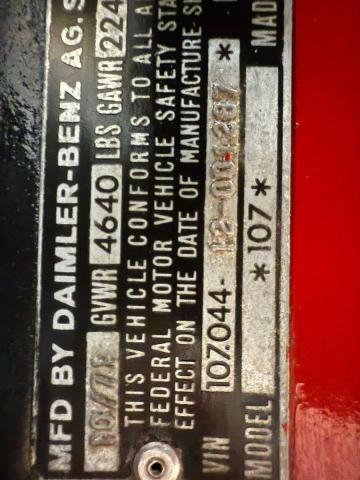 MFD BY DAIMLER-BENZ AG. S
GVWR 4640 LBS GAWR 224
THIS VEHICLE CONFORMS TO ALL A
FEDERAL MOTOR VEHICLE SAFETY STA
EFFECT ON THE DATE OF MANUFACTURE S
VIN 107.044- *
MODEL * 107 * MAD